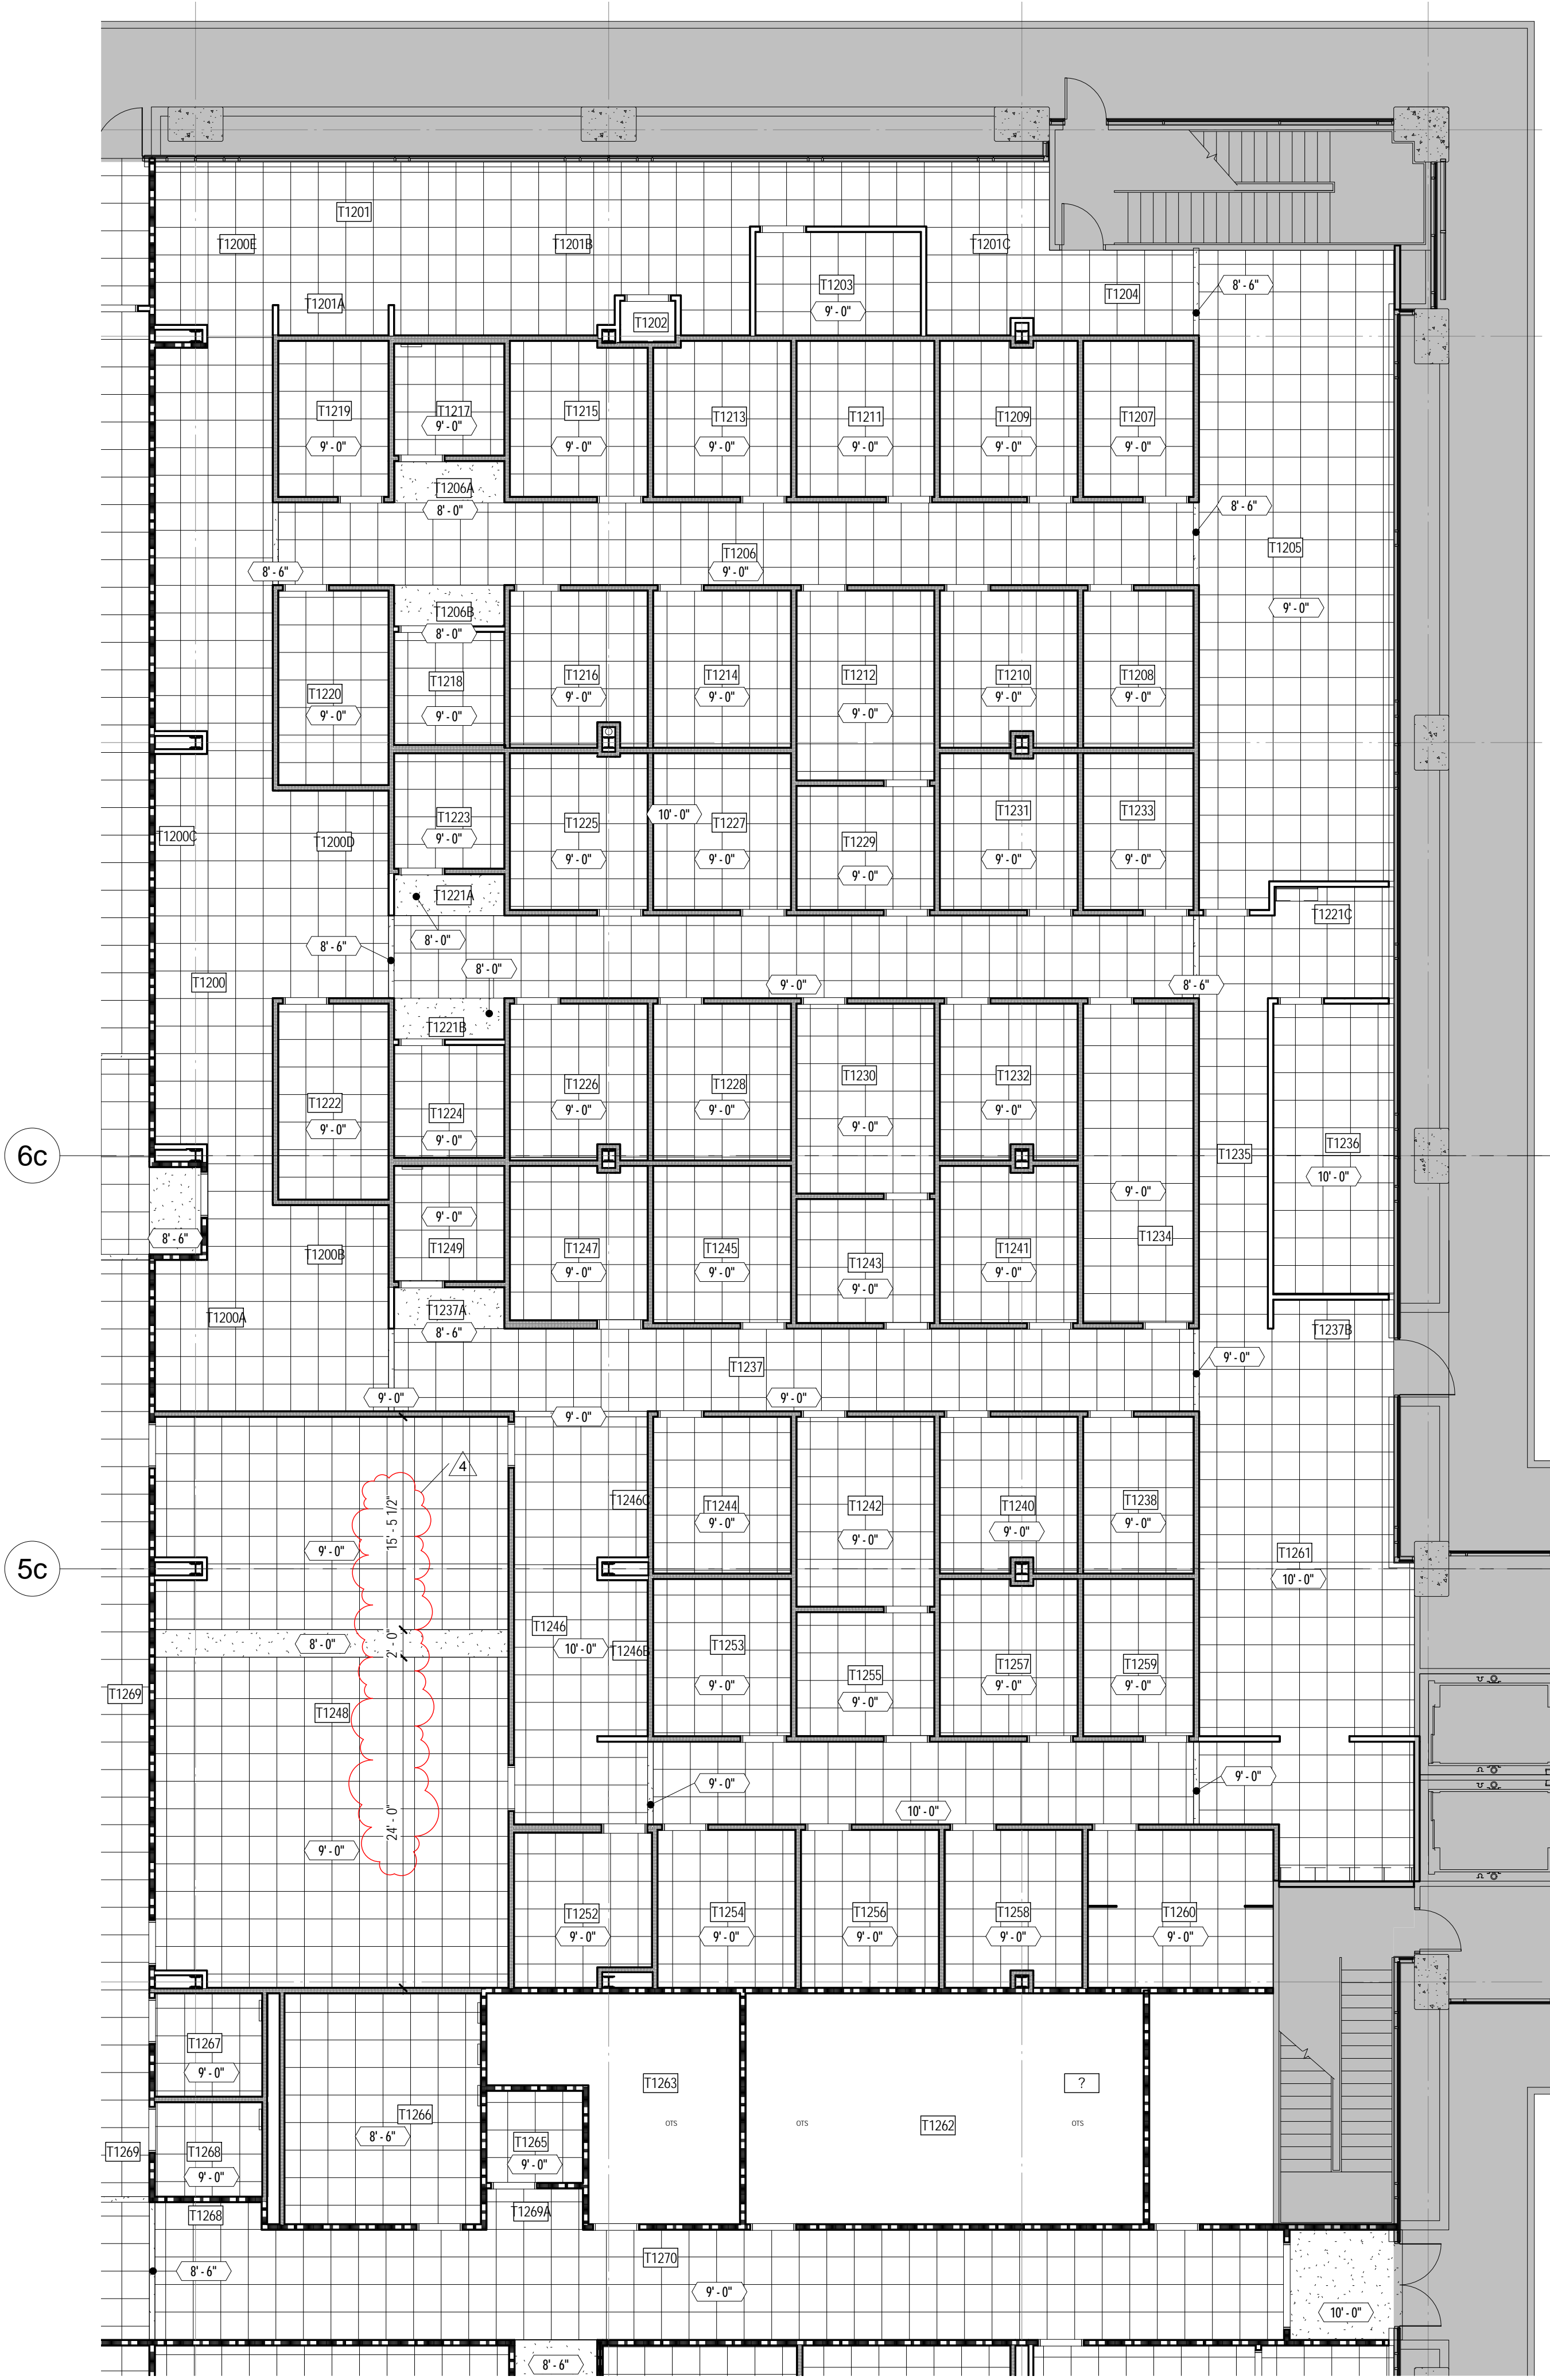 T1201
T1200E
T1201B
T1201C
T1203
9' - 0"
8' - 6"
T1204
T1201A
T1202
T1219
T1217
T1215
T1213
T1211
T1209
T1207
9' - 0"
9' - 0"
9' - 0"
9' - 0"
9' - 0"
9' - 0"
9' - 0"
T1206A
8' - 0"
8' - 6"
T1206
9' - 0"
T1205
8' - 6"
9' - 0"
T1206B
8' - 0"
T1220
T1218
T1216
T1214
T1212
T1210
T1208
9' - 0"
9' - 0"
9' - 0"
9' - 0"
9' - 0"
9' - 0"
9' - 0"
T1200C
T1200D
T1223
T1225
10' - 0"
T1227
T1229
T1231
T1233
9' - 0"
9' - 0"
9' - 0"
9' - 0"
9' - 0"
9' - 0"
T1221A
T1221C
8' - 6"
8' - 0"
8' - 0"
T1200
9' - 0"
8' - 6"
T1221B
T1222
T1224
T1226
T1228
T1230
T1232
9' - 0"
9' - 0"
9' - 0"
9' - 0"
9' - 0"
9' - 0"
6c
T1235
T1236
10' - 0"
9' - 0"
T1234
8' - 6"
T1200B
9' - 0"
T1249
T1247
T1245
T1243
T1241
9' - 0"
9' - 0"
9' - 0"
9' - 0"
T1200A
T1237A
8' - 6"
T1237B
T1237
9' - 0"
9' - 0"
9' - 0"
9' - 0"
4
15' - 5 1/2"
9' - 0"
T1246C
T1244
T1242
T1240
T1238
9' - 0"
9' - 0"
9' - 0"
9' - 0"
5c
T1261
10' - 0"
8' - 0"
2' - 0"
T1246
10' - 0"
T1246B
T1253
T1255
T1257
T1259
9' - 0"
9' - 0"
9' - 0"
9' - 0"
T1269
T1248
9' - 0"
9' - 0"
10' - 0"
24' - 0"
9' - 0"
T1252
T1254
T1256
T1258
T1260
9' - 0"
9' - 0"
9' - 0"
9' - 0"
9' - 0"
T1267
9' - 0"
T1263
?
T1266
8' - 6"
OTS
OTS
OTS
T1262
T1265
9' - 0"
T1269
T1268
9' - 0"
T1268
T1269A
T1270
8' - 6"
9' - 0"
10' - 0"
8' - 6"